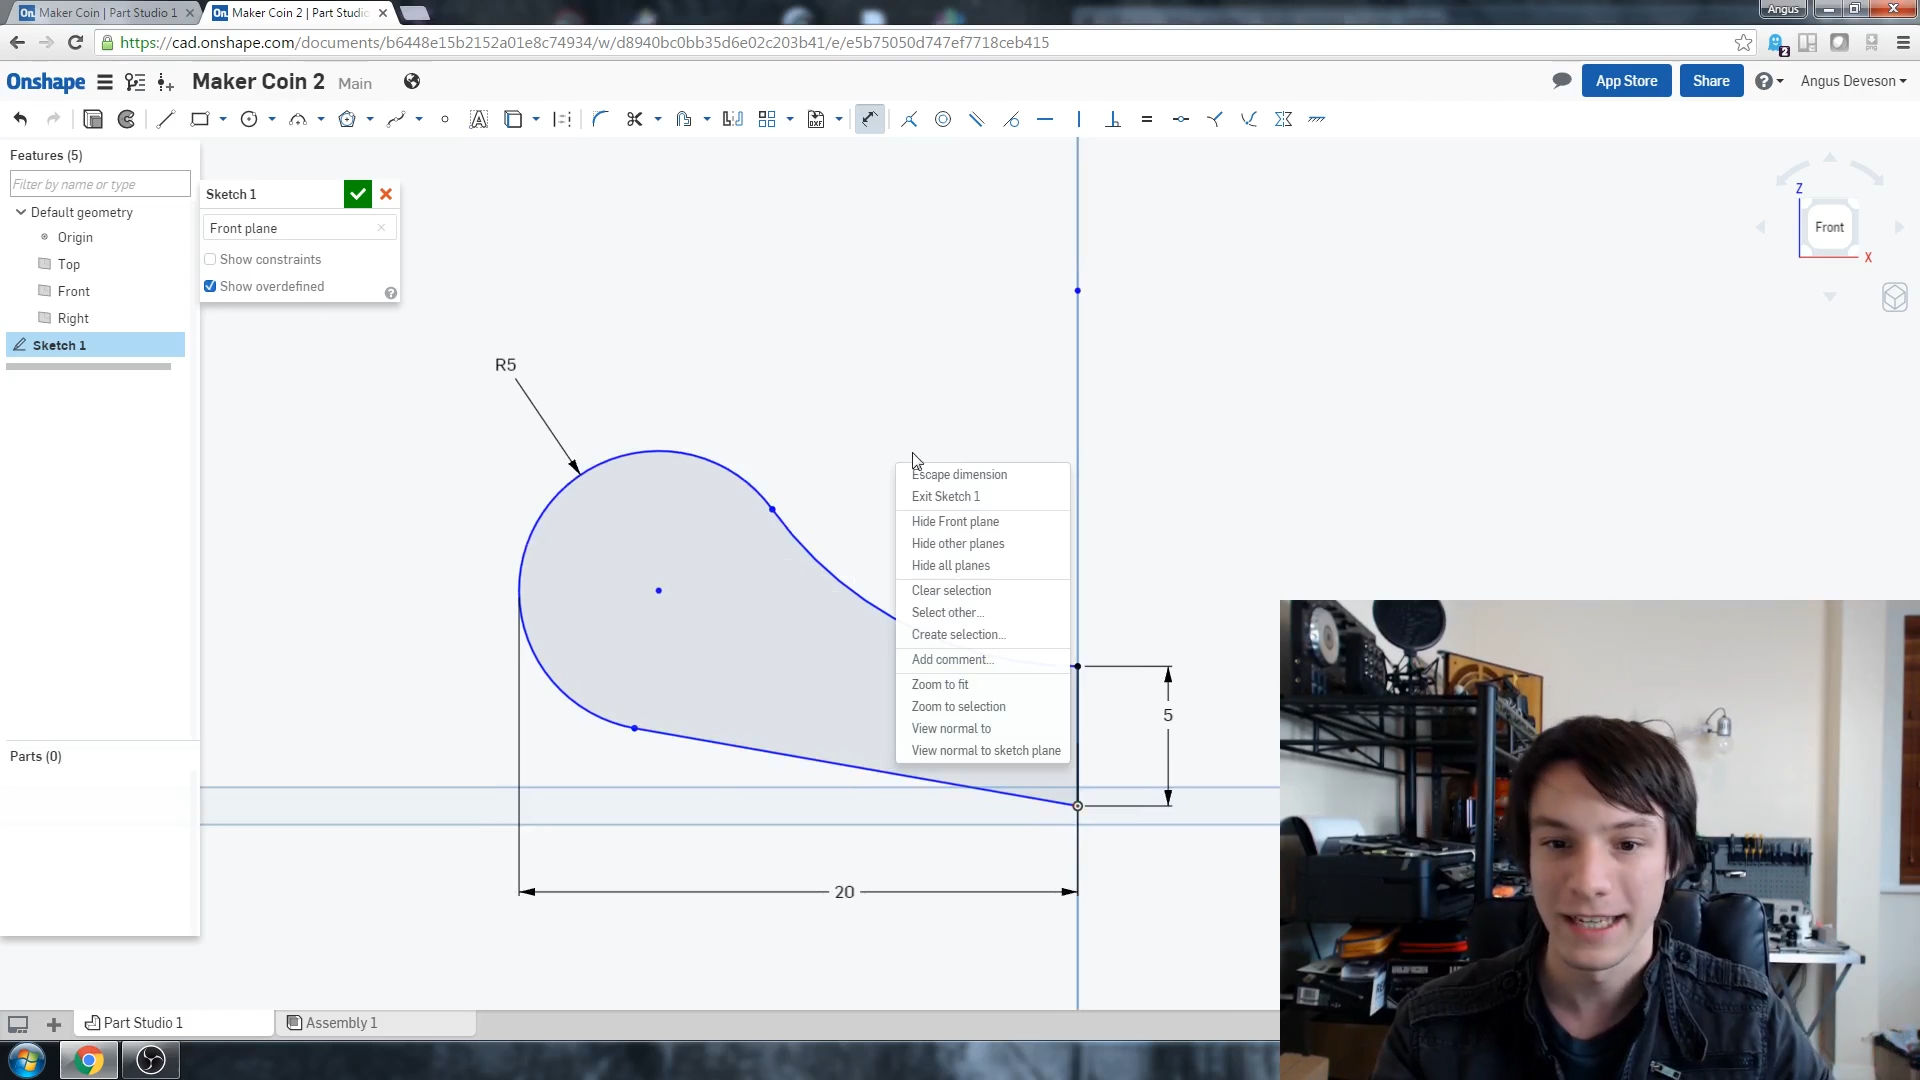 Maker Coin | Part Studio 1
Maker Coin 2 | Part Studio
Angus
https://cad.onshape.com/documents/b6448e15b2152a01e8c74934/w/d8940bc0bb35d6e02c203b41/e/e5b75050d747ef7718ceb415
2
Onshape
Maker Coin 2
Main
App Store
Share
Angus Deveson
Features (5)
Filter by name or type
Default geometry
Origin
Top
Front
Right
Sketch 1
Sketch 1
Front plane
Show constraints
Show overdefined
Z
Front
X
R5
Escape dimension
Exit Sketch 1
Hide Front plane
Hide other planes
Hide all planes
Clear selection
Select other...
Create selection...
Add comment...
Zoom to fit
Zoom to selection
View normal to
View normal to sketch plane
5
20
Parts (0)
Part Studio 1
Assembly 1